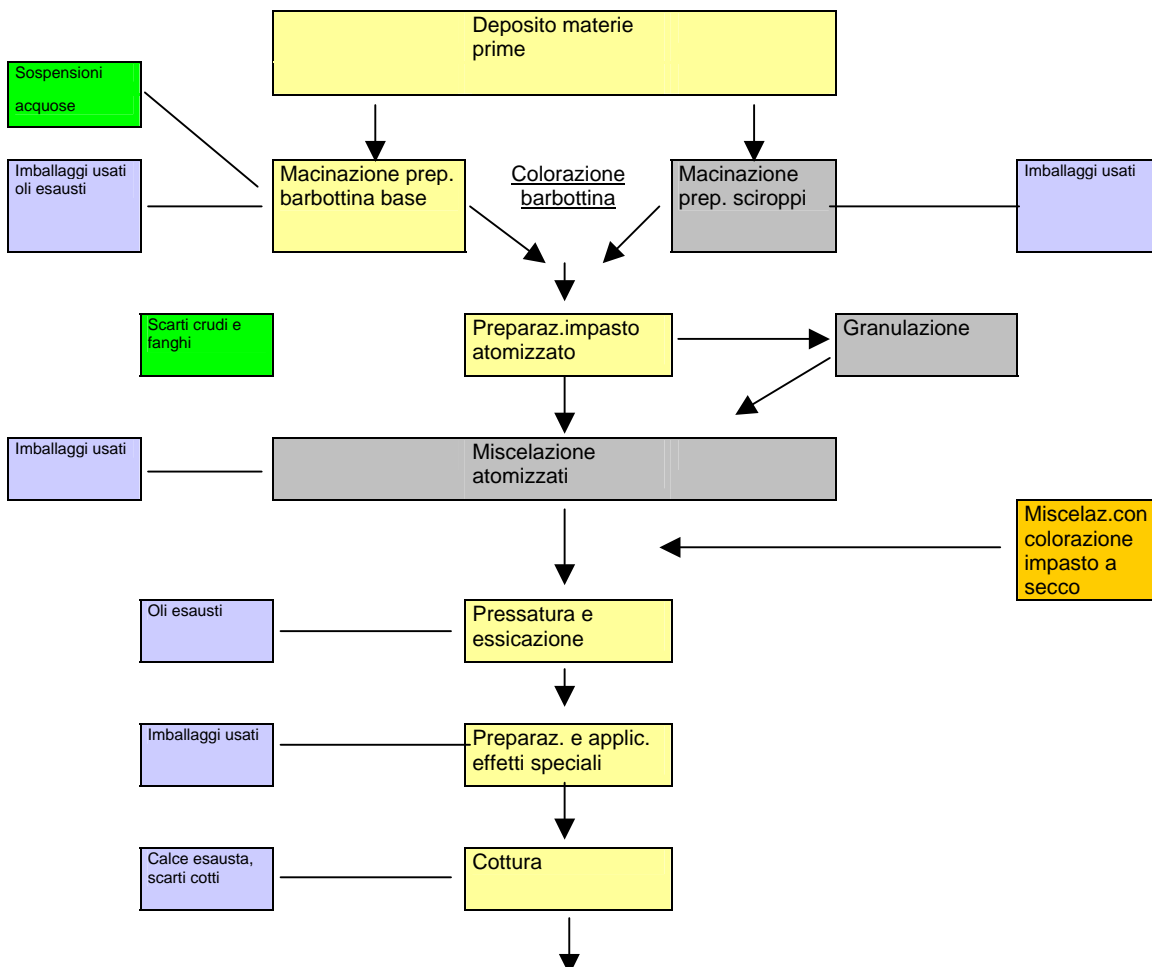 Deposito materie
prime
Sospensioni
acquose
Imballaggi usati
oli esausti
Macinazione prep.
barbottina base
Colorazione
barbottina
Macinazione
prep. sciroppi
Imballaggi usati
Scarti crudi e
fanghi
Preparaz.impasto
atomizzato
Granulazione
Imballaggi usati
Miscelazione
atomizzati
Miscelaz.con
colorazione
impasto a
secco
Oli esausti
Pressatura e
essicazione
Imballaggi usati
Preparaz. e applic.
effetti speciali
Calce esausta,
scarti cotti
Cottura